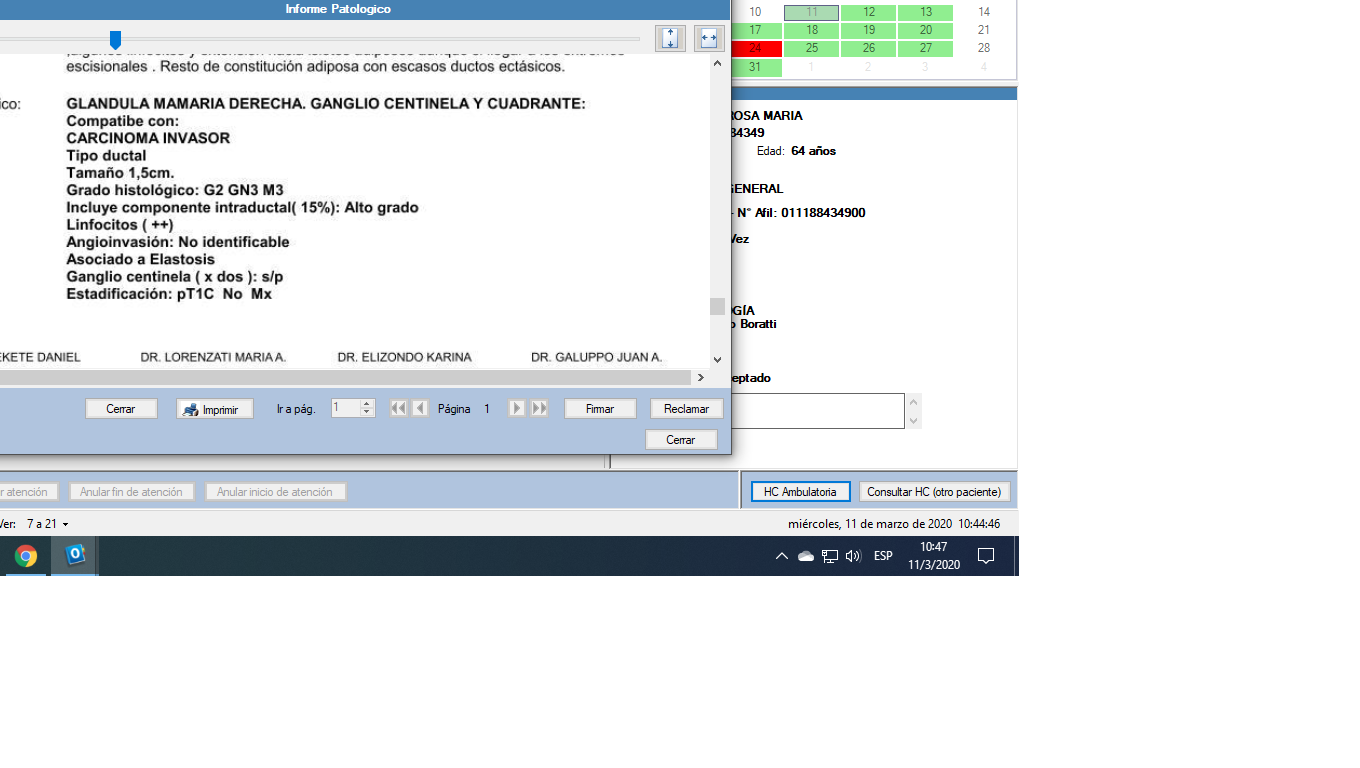 Informe Patologico
escisionales . Resto de constitución adiposa con escasos ductos ectásicos.
ico:
GLANDULA MAMARIA DERECHA. GANGLIO CENTINELA Y CUADRANTE:
Compatibe con:
CARCINOMA INVASOR
Tipo ductal
Tamaño 1,5cm.
Grado histológico: G2 GN3 M3
Incluye componente intraductal( 15%): Alto grado
Linfocitos ( ++)
Angioinvasión: No identificable
Asociado a Elastosis
Ganglio centinela ( x dos ): s/p
Estadificación: pT1C No Mx
EKETE DANIEL DR. LORENZATI MARIA A. DR. ELIZONDO KARINA DR. GALUPPO JUAN A.
Cerrar Imprimir Ir a pág. 1 Página 1 Firmar Reclamar
Cerrar
10 11 12 13 14
17 18 19 20 21
24 25 26 27 28
31 1 2 3 4
ROSA MARIA
84349
Edad: 64 años
GENERAL
- N° Afil: 011188434900
Vez
OGÍA
o Boratti
eptado
r atención Anular fin de atención Anular inicio de atención HC Ambulatoria Consultar HC (otro paciente)
Ver: 7 a 21 miércoles, 11 de marzo de 2020 10:44:46
ESP
10:47
11/3/2020